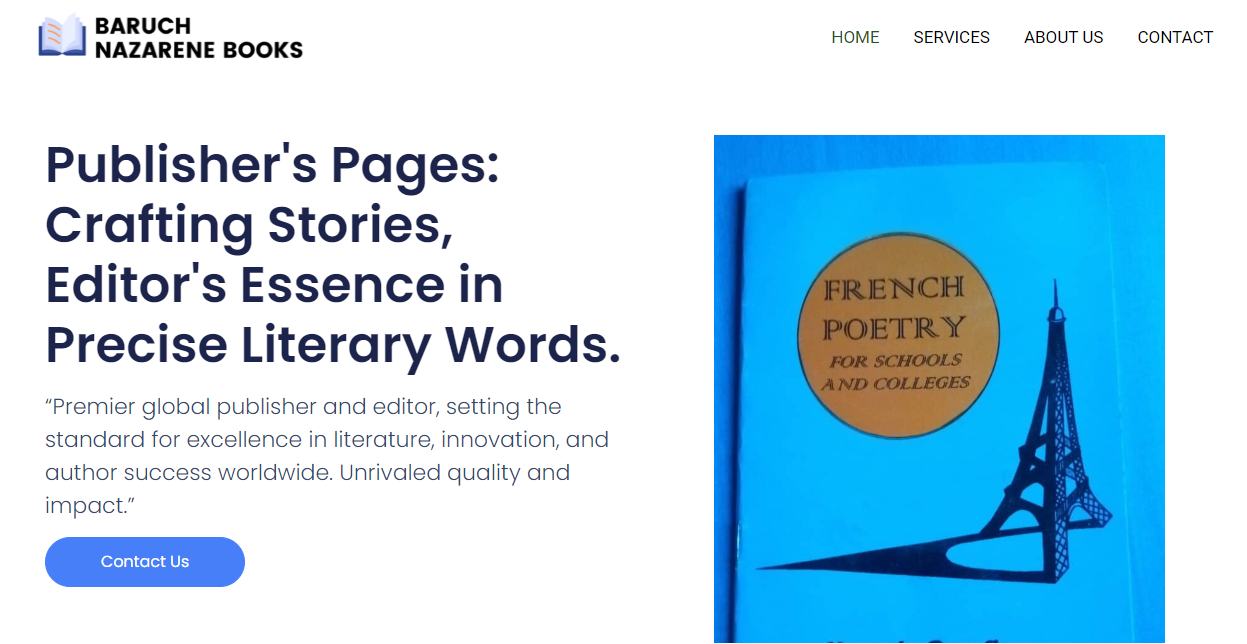 BARUCH
NAZARENE BOOKS
HOME SERVICES ABOUT US CONTACT
Publisher's Pages:
Crafting Stories,
Editor's Essence in
Precise Literary Words.
“Premier global publisher and editor, setting the
standard for excellence in literature, innovation, and
author success worldwide. Unrivaled quality and
impact.”
Contact Us
FRENCH
POETRY
FOR SCHOOLS
AND COLLEGES